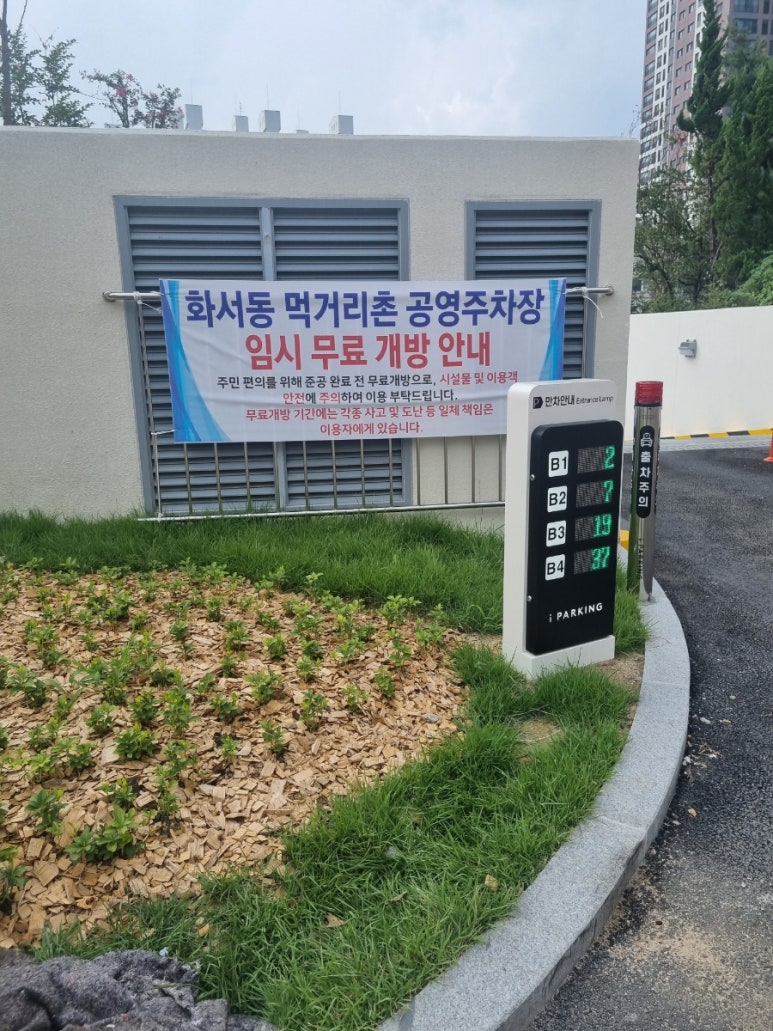 화서동 먹거리촌 공영주차장
임시 무료 개방 안내
주민 편의를 위해 준공 완료 전 무료개방으로, 시설물 및 이용객
안전에 주의하여 이용 부탁드립니다.
무료개방 기간에는 각종 사고 및 도난 등 일체 책임은
이용자에게 있습니다.
P 만차안내 Entrance Lamp
B1 2
B2 7
B3 19
B4 37
i PARKING
출차주의